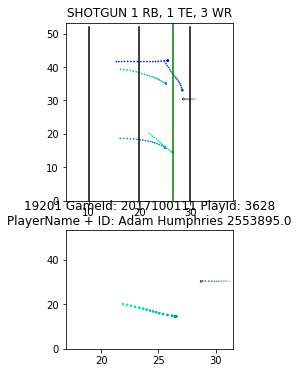 SHOTGUN 1 RB, 1 TE, 3 WR
50
40
30
20
10
0
10 20 30
19201 GameId: 2017100111 PlayId: 3628
PlayerName + ID: Adam Humphries 2553895.0
40
20
0
20 25 30